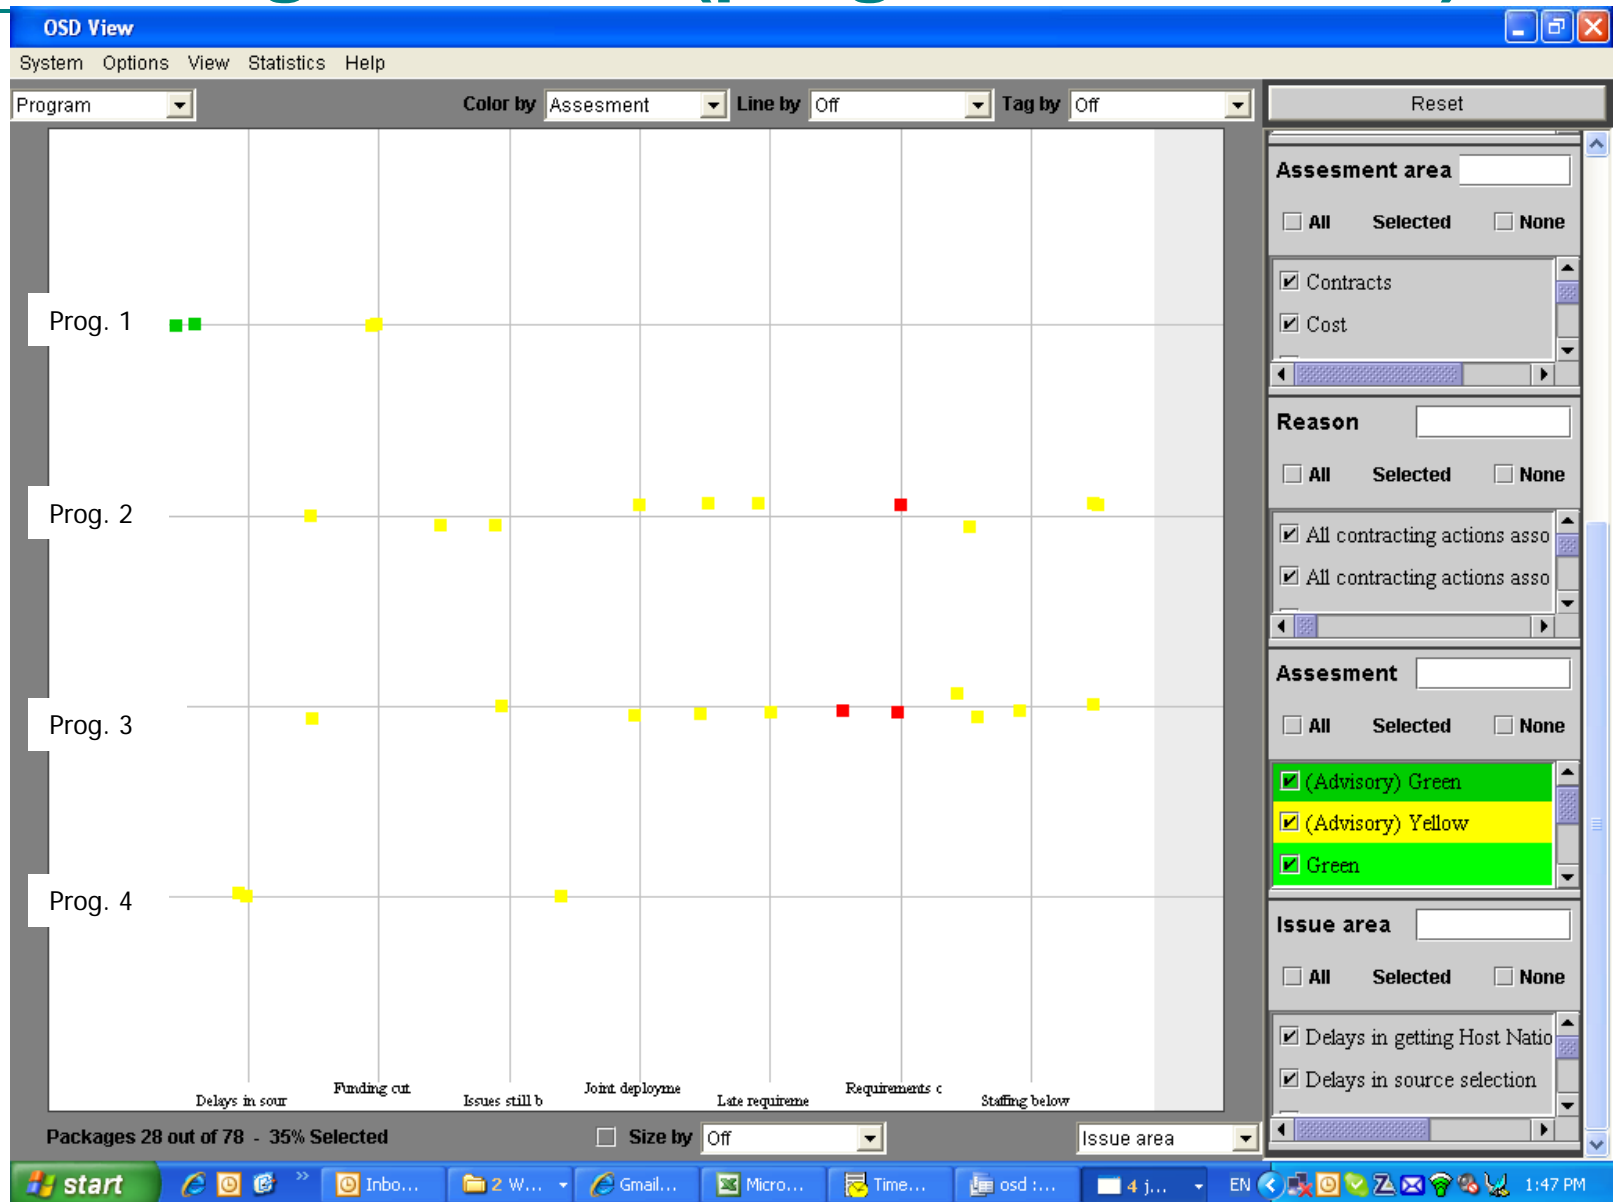 OSD View
System Options View Statistics Help
Program Color by Assesment Line by Off Tag by Off Reset
Assesment area
All Selected None
Contracts
Cost
Reason
All Selected None
All contracting actions asso
All contracting actions asso
Assesment
All Selected None
(Advisory) Green
(Advisory) Yellow
Green
Issue area
All Selected None
Delays in getting Host Natio
Delays in source selection
Prog. 1
Prog. 2
Prog. 3
Prog. 4
Delays in sour
Funding cut
Issues still b
Joint deployme
Late requireme
Requirements c
Staffing below
Packages 28 out of 78 - 35% Selected Size by Off Issue area
start Inbo... 2 W... Gmail... Micro... Time... osd :... 4 j... EN 1:47 PM